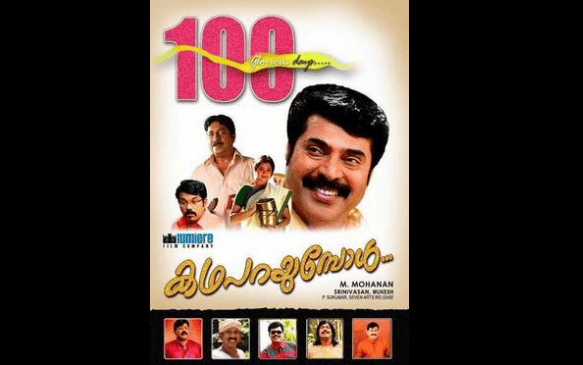 100
Glorious days.....
lumiere
FILM COMPANY
കഥപറയുമ്പോൾ...
M. MOHANAN
SRINIVASAN, MUKESH
P. SUKUMAR, SEVEN ARTS RELEASE